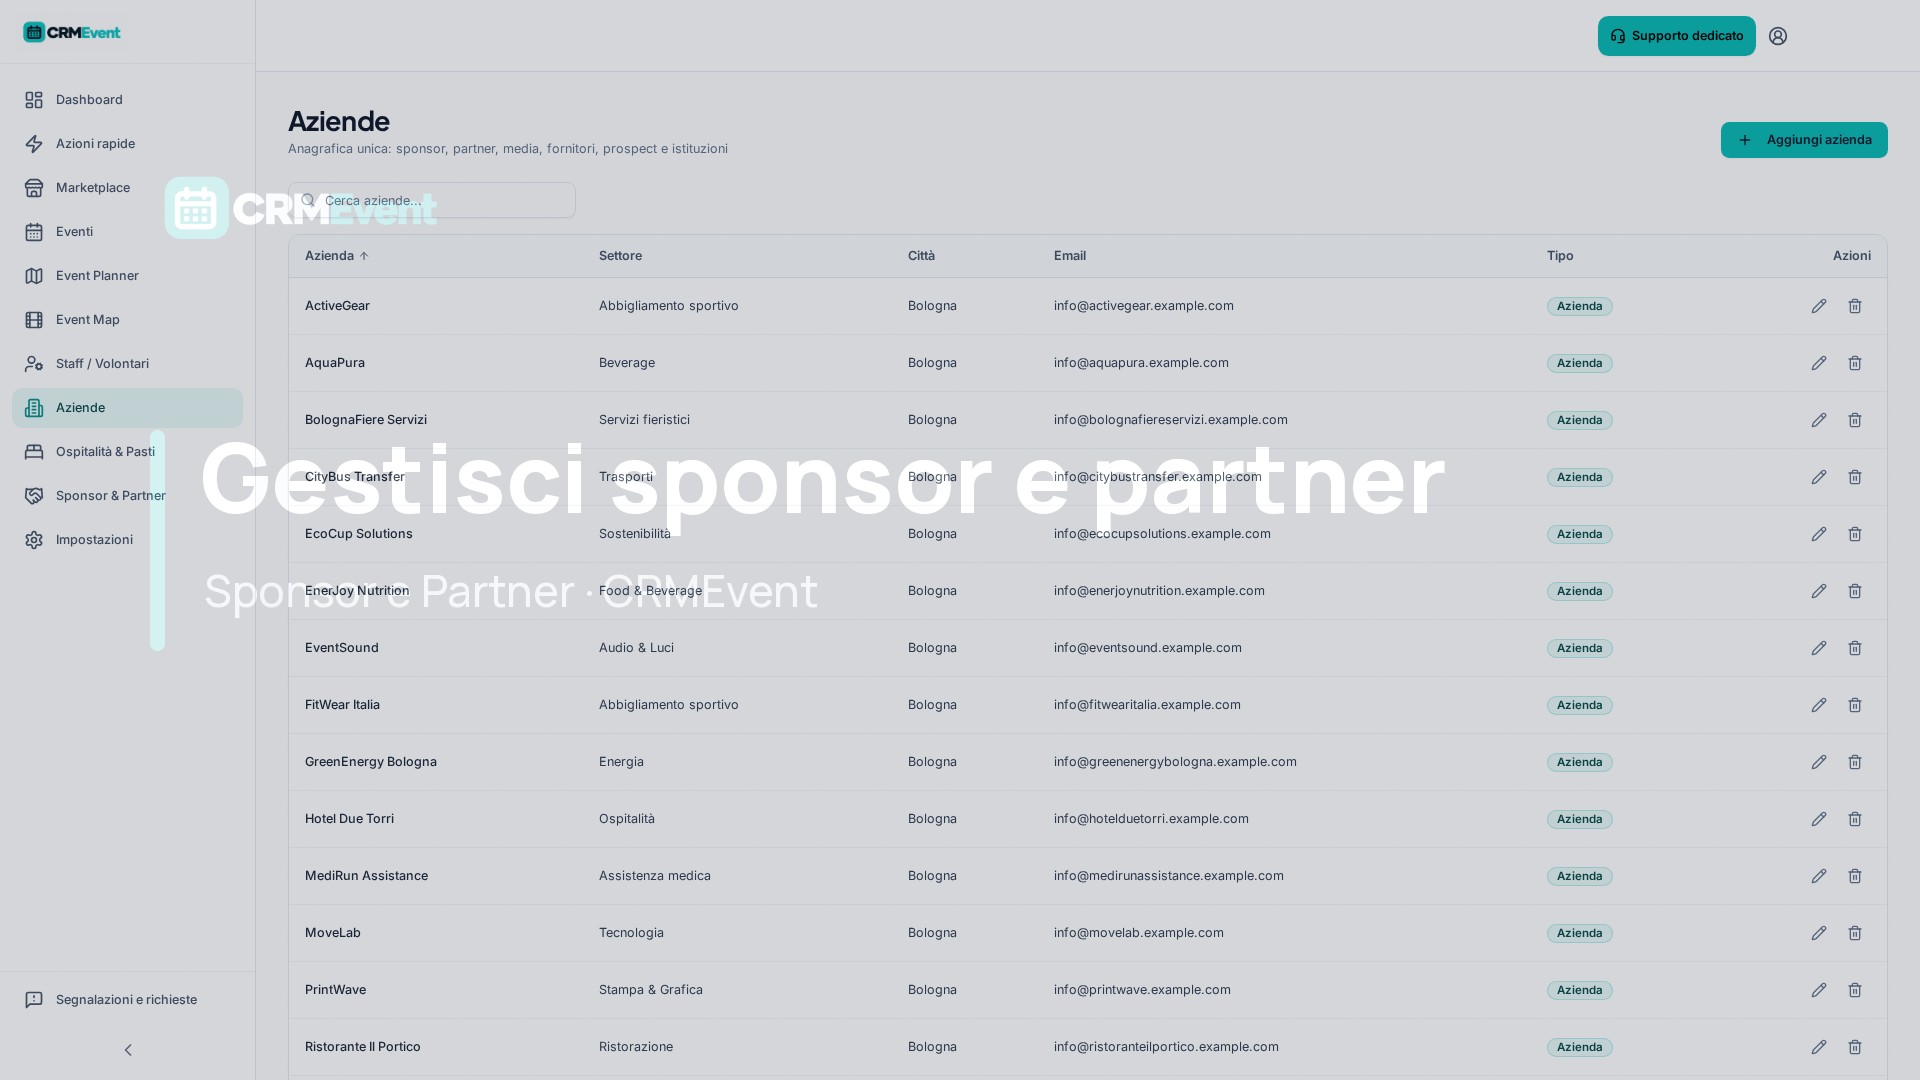 CRMEvent
Supporto dedicato
Dashboard
Azioni rapide
Marketplace
Eventi
Event Planner
Event Map
Staff / Volontari
Aziende
Ospitalità & Pasti
Sponsor & Partner
Impostazioni
Segnalazioni e richieste
Aziende
Anagrafica unica: sponsor, partner, media, fornitori, prospect e istituzioni
Aggiungi azienda
CRMEvent
Cerca aziende...
Azienda Settore Città Email Tipo Azioni
ActiveGear Abbigliamento sportivo Bologna info@activegear.example.com Azienda
AquaPura Beverage Bologna info@aquapura.example.com Azienda
BolognaFiere Servizi Servizi fieristici Bologna info@bolognafiereservizi.example.com Azienda
Gestisci sponsor e partner
CityBus Transfer Trasporti Bologna info@citybustransfer.example.com Azienda
EcoCup Solutions Sostenibilità Bologna info@ecocupsolutions.example.com Azienda
Sponsor e Partner · CRMEvent
EnerJoy Nutrition Food & Beverage Bologna info@enerjoynutrition.example.com Azienda
EventSound Audio & Luci Bologna info@eventsound.example.com Azienda
FitWear Italia Abbigliamento sportivo Bologna info@fitwearitalia.example.com Azienda
GreenEnergy Bologna Energia Bologna info@greenenergybologna.example.com Azienda
Hotel Due Torri Ospitalità Bologna info@hotelduetorri.example.com Azienda
MediRun Assistance Assistenza medica Bologna info@medirunassistance.example.com Azienda
MoveLab Tecnologia Bologna info@movelab.example.com Azienda
PrintWave Stampa & Grafica Bologna info@printwave.example.com Azienda
Ristorante Il Portico Ristorazione Bologna info@ristoranteilportico.example.com Azienda